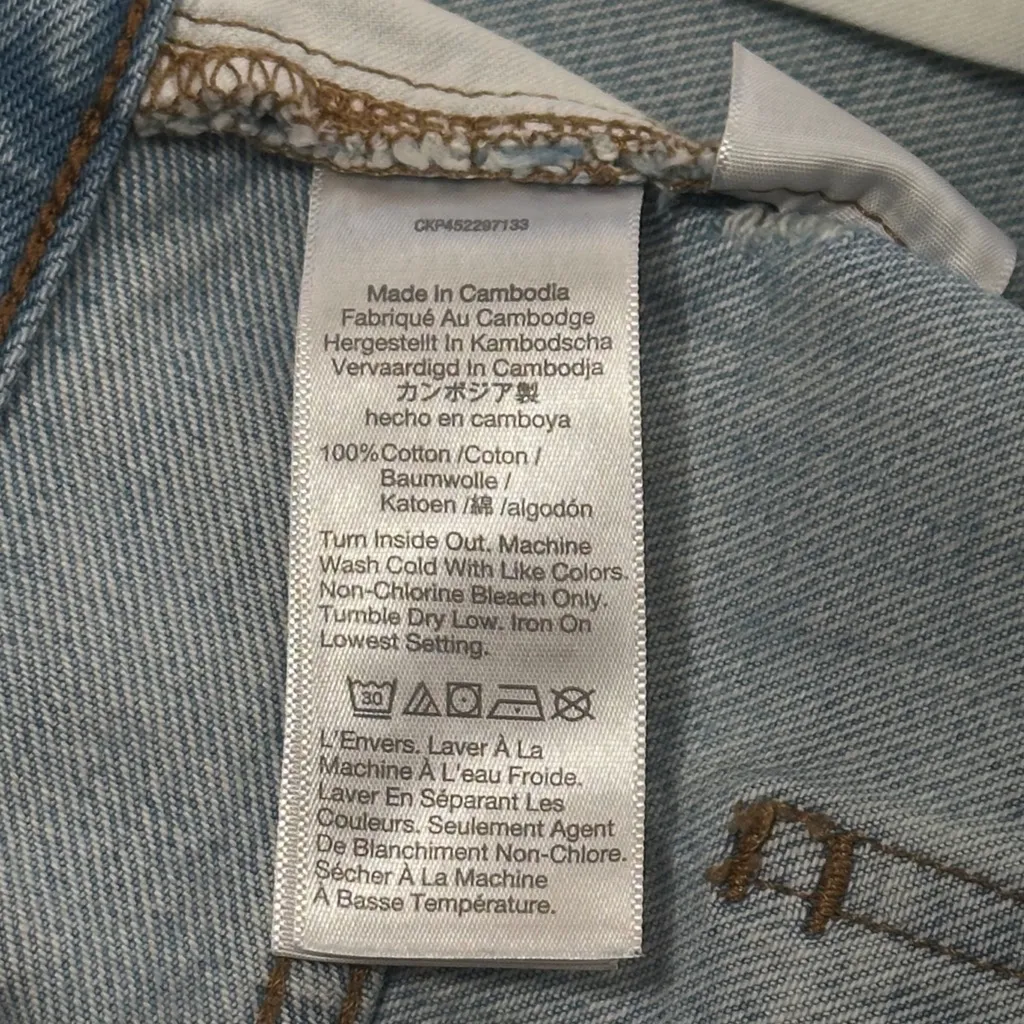 CKP452297133
Made In Cambodia
Fabriqué Au Cambodge
Hergestellt In Kambodscha
Vervaardigd In Cambodja
カンボジア製
hecho en camboya
100% Cotton /Coton /
Baumwolle /
Katoen /綿 /algodón
Turn Inside Out. Machine
Wash Cold With Like Colors.
Non-Chlorine Bleach Only.
Tumble Dry Low. Iron On
Lowest Setting.
30
L'Envers. Laver À La
Machine À L'eau Froide.
Laver En Séparant Les
Couleurs. Seulement Agent
De Blanchiment Non-Chlore.
Sécher À La Machine
À Basse Température.